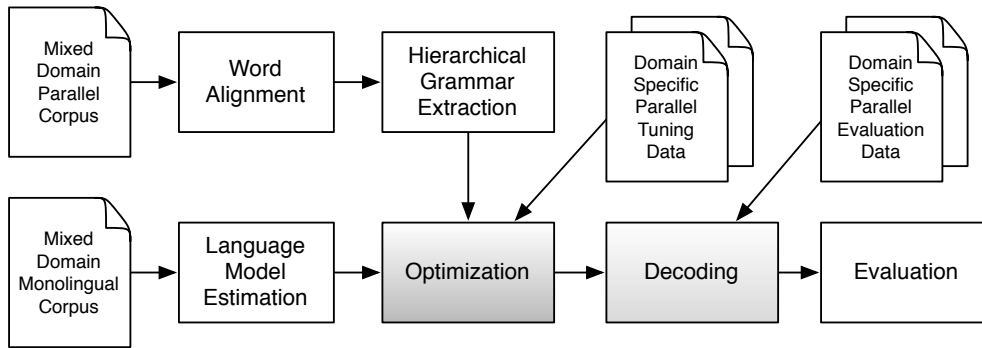 Mixed
Domain
Parallel
Corpus
Word
Alignment
Hierarchical
Grammar
Extraction
Domain
Specific
Parallel
Tuning
Data
Domain
Specific
Parallel
Evaluation
Data
Mixed
Domain
Monolingual
Corpus
Language
Model
Estimation
Optimization
Decoding
Evaluation